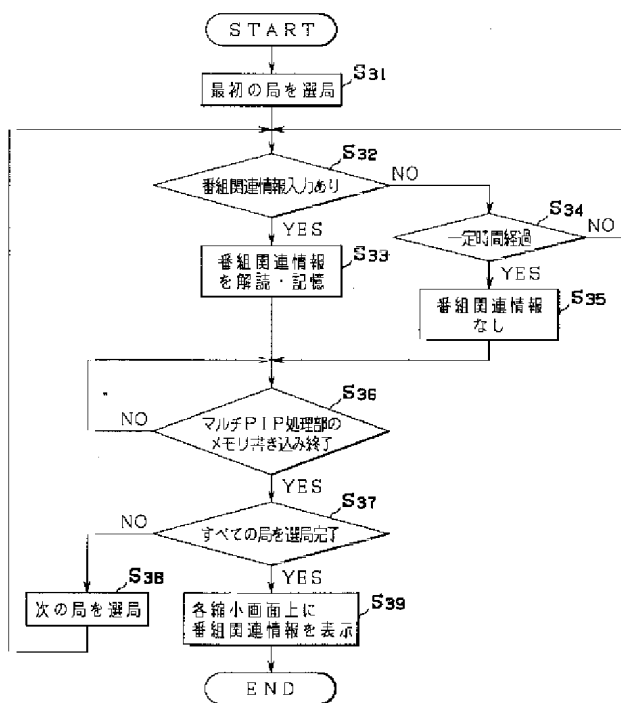 START
S31
最初の局を選局
S32
番組関連情報入力あり
NO
YES
S34
一定時間経過
NO
YES
S33
番組関連情報
を解読・記憶
S35
番組関連情報
なし
S36
マルチPIP処理部の
メモリ書き込み終了
NO
YES
S37
すべての局を選局完了
NO
YES
S38
次の局を選局
S39
各縮小画面上に
番組関連情報を表示
END